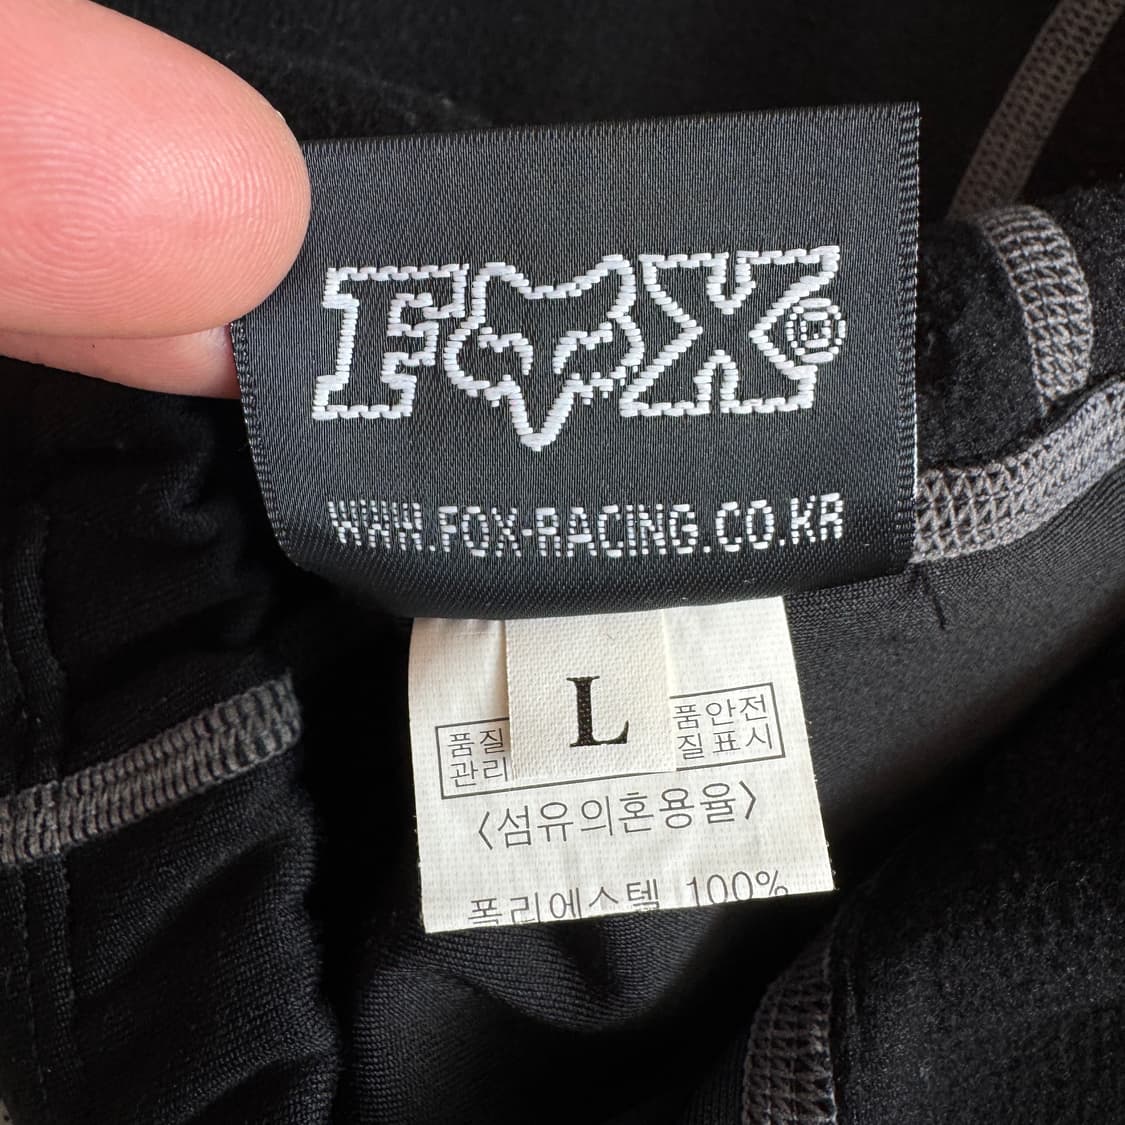 FOX®
WWW.FOX-RACING.CO.KR
L
품질 품안전
관리 질표시
<섬유의혼용율>
폴리에스텔 100%